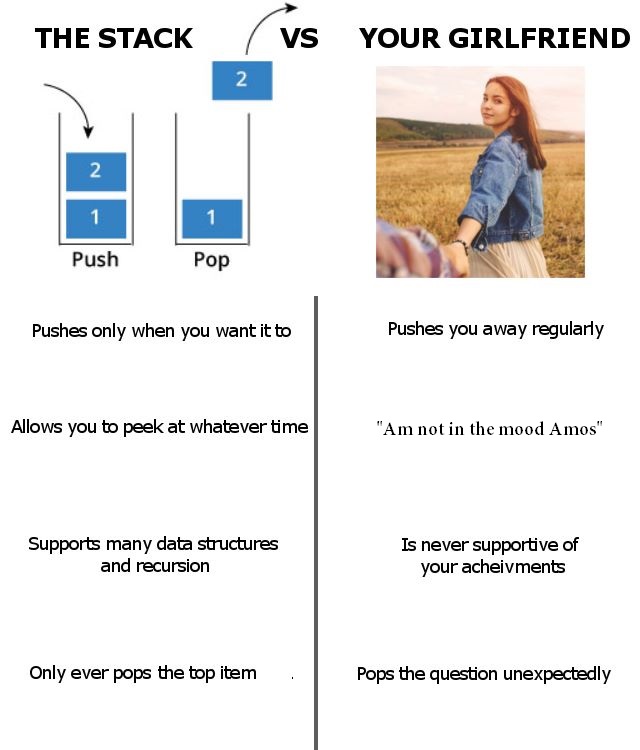 THE STACK VS YOUR GIRLFRIEND
2
2
1
1
Push
Pop
Pushes only when you want it to
Pushes you away regularly
Allows you to peek at whatever time
"Am not in the mood Amos"
Supports many data structures
and recursion
Is never supportive of
your acheivments
Only ever pops the top item .
Pops the question unexpectedly